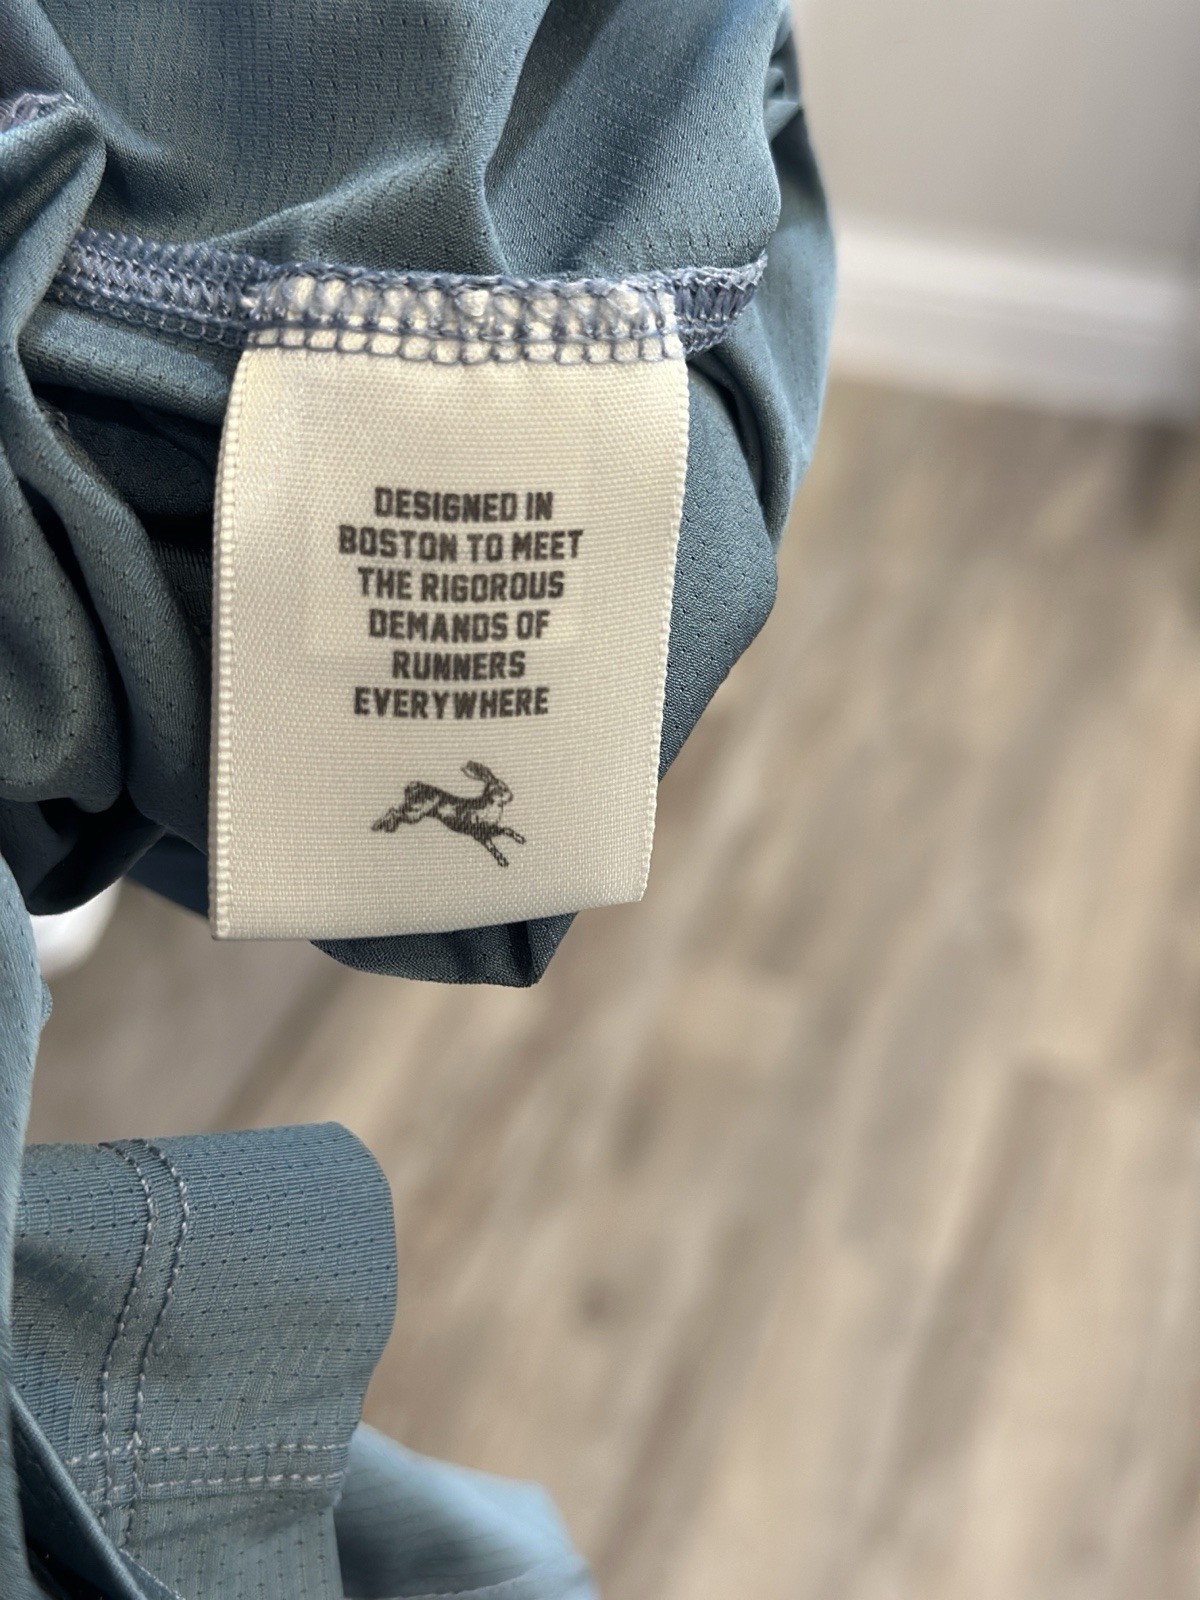 DESIGNED IN
BOSTON TO MEET
THE RIGOROUS
DEMANDS OF
RUNNERS
EVERYWHERE